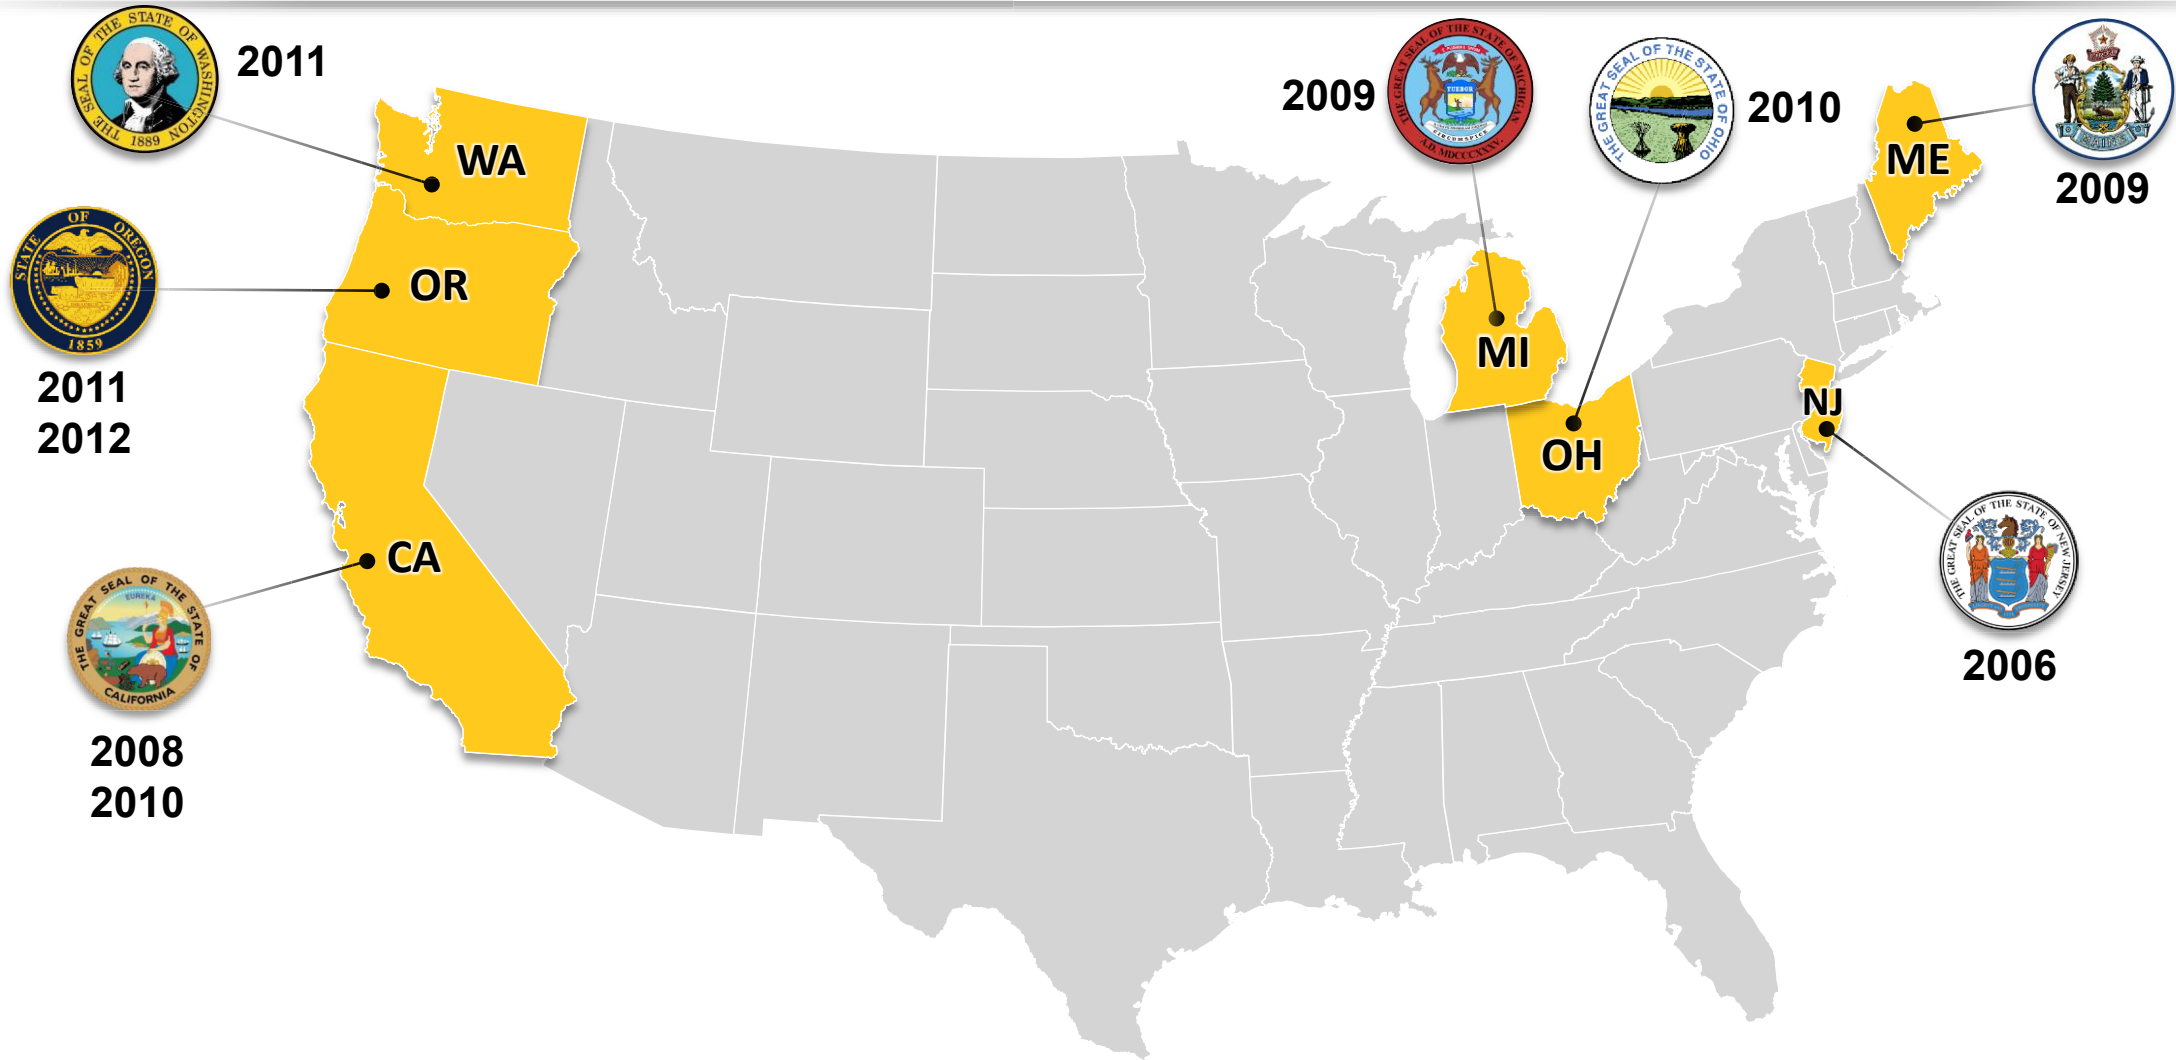 THE SEAL OF THE STATE OF WASHINGTON
1889
2011
WA
STATE OF OREGON
1859
2011
2012
OR
THE GREAT SEAL OF THE STATE OF CALIFORNIA
EUREKA
2008
2010
CA
2009
THE GREAT SEAL OF THE STATE OF MICHIGAN
TUEBOR
CIRCUMSPICE
A.D. MDCCCXXXV.
MI
THE GREAT SEAL OF THE STATE OF OHIO
2010
OH
MAINE
2009
ME
NJ
THE GREAT SEAL OF THE STATE OF NEW JERSEY
2006